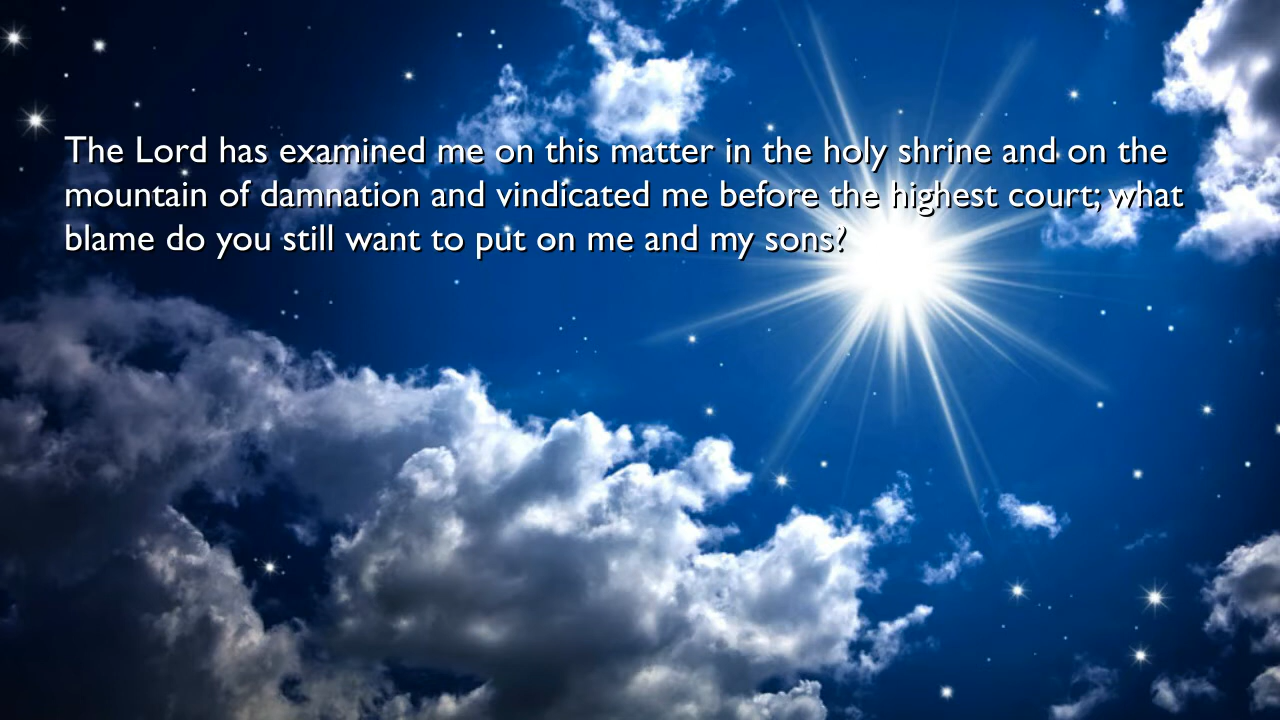 The Lord has examined me on this matter in the holy shrine and on the
mountain of damnation and vindicated me before the highest court; what
blame do you still want to put on me and my sons?